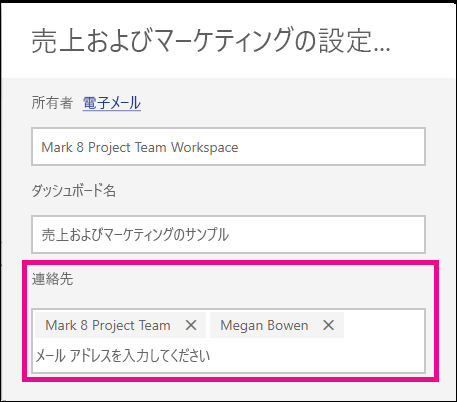 売上およびマーケティングの設定...
所有者 電子メール
Mark 8 Project Team Workspace
ダッシュボード名
売上およびマーケティングのサンプル
連絡先
Mark 8 Project Team × Megan Bowen ×
メール アドレスを入力してください